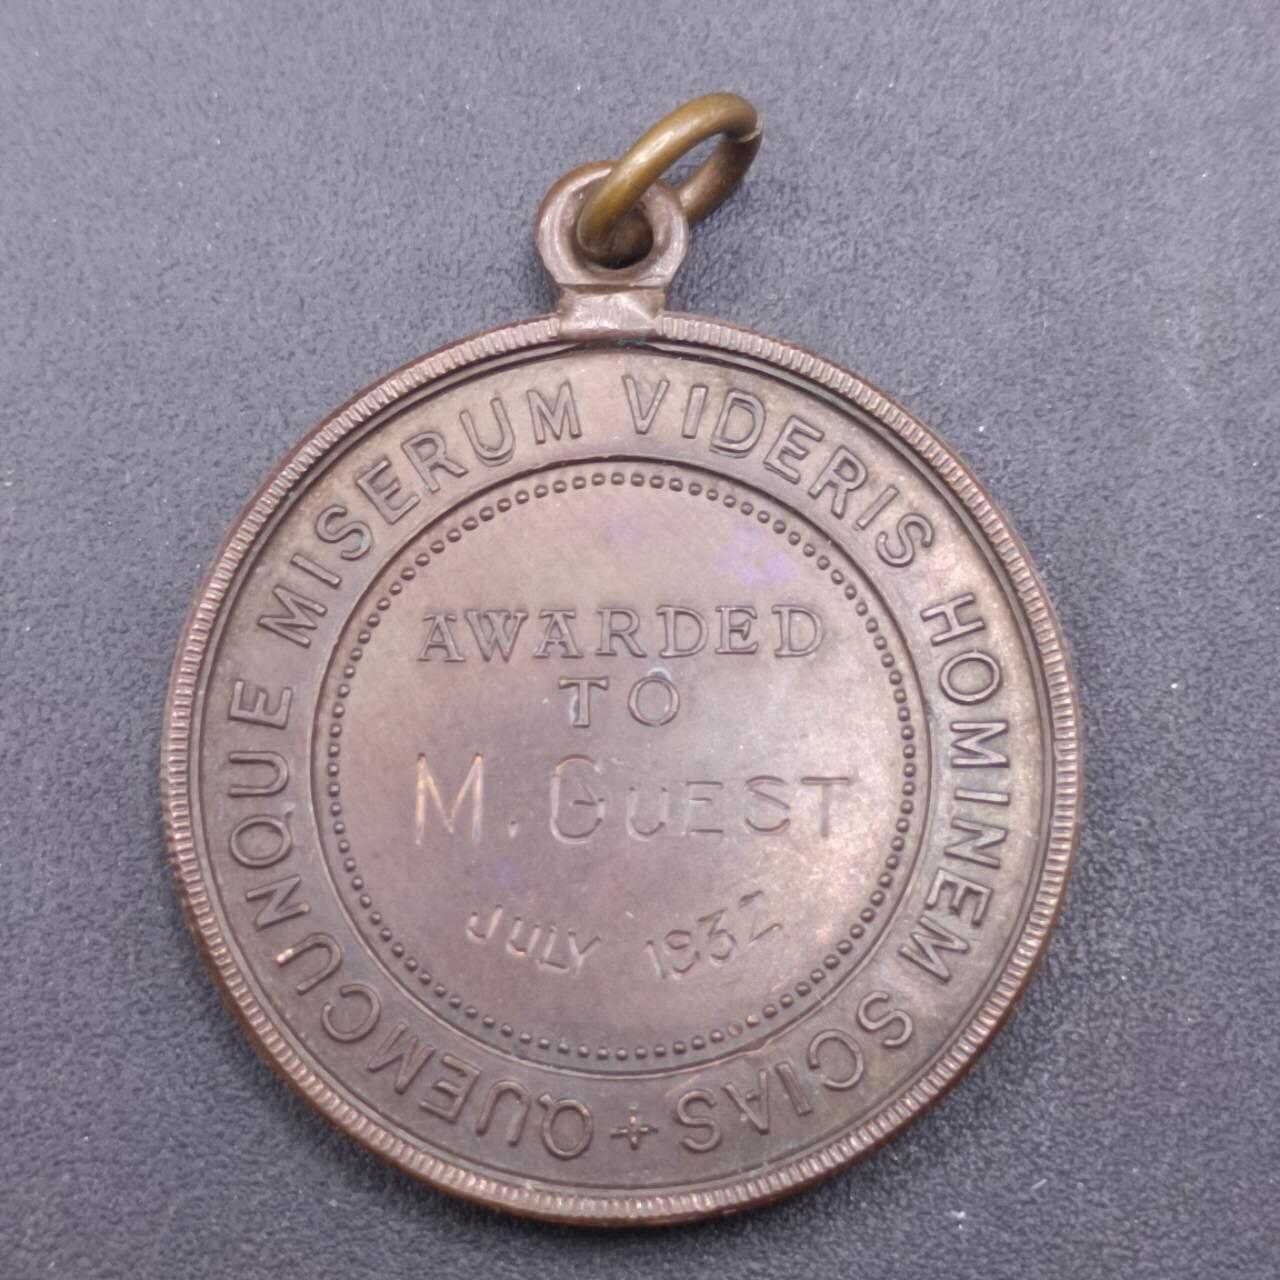 QUEMCUNQUE MISERUM VIDERIS HOMINEM SCIAS +
AWARDED
TO
M. GUEST
JULY 1932